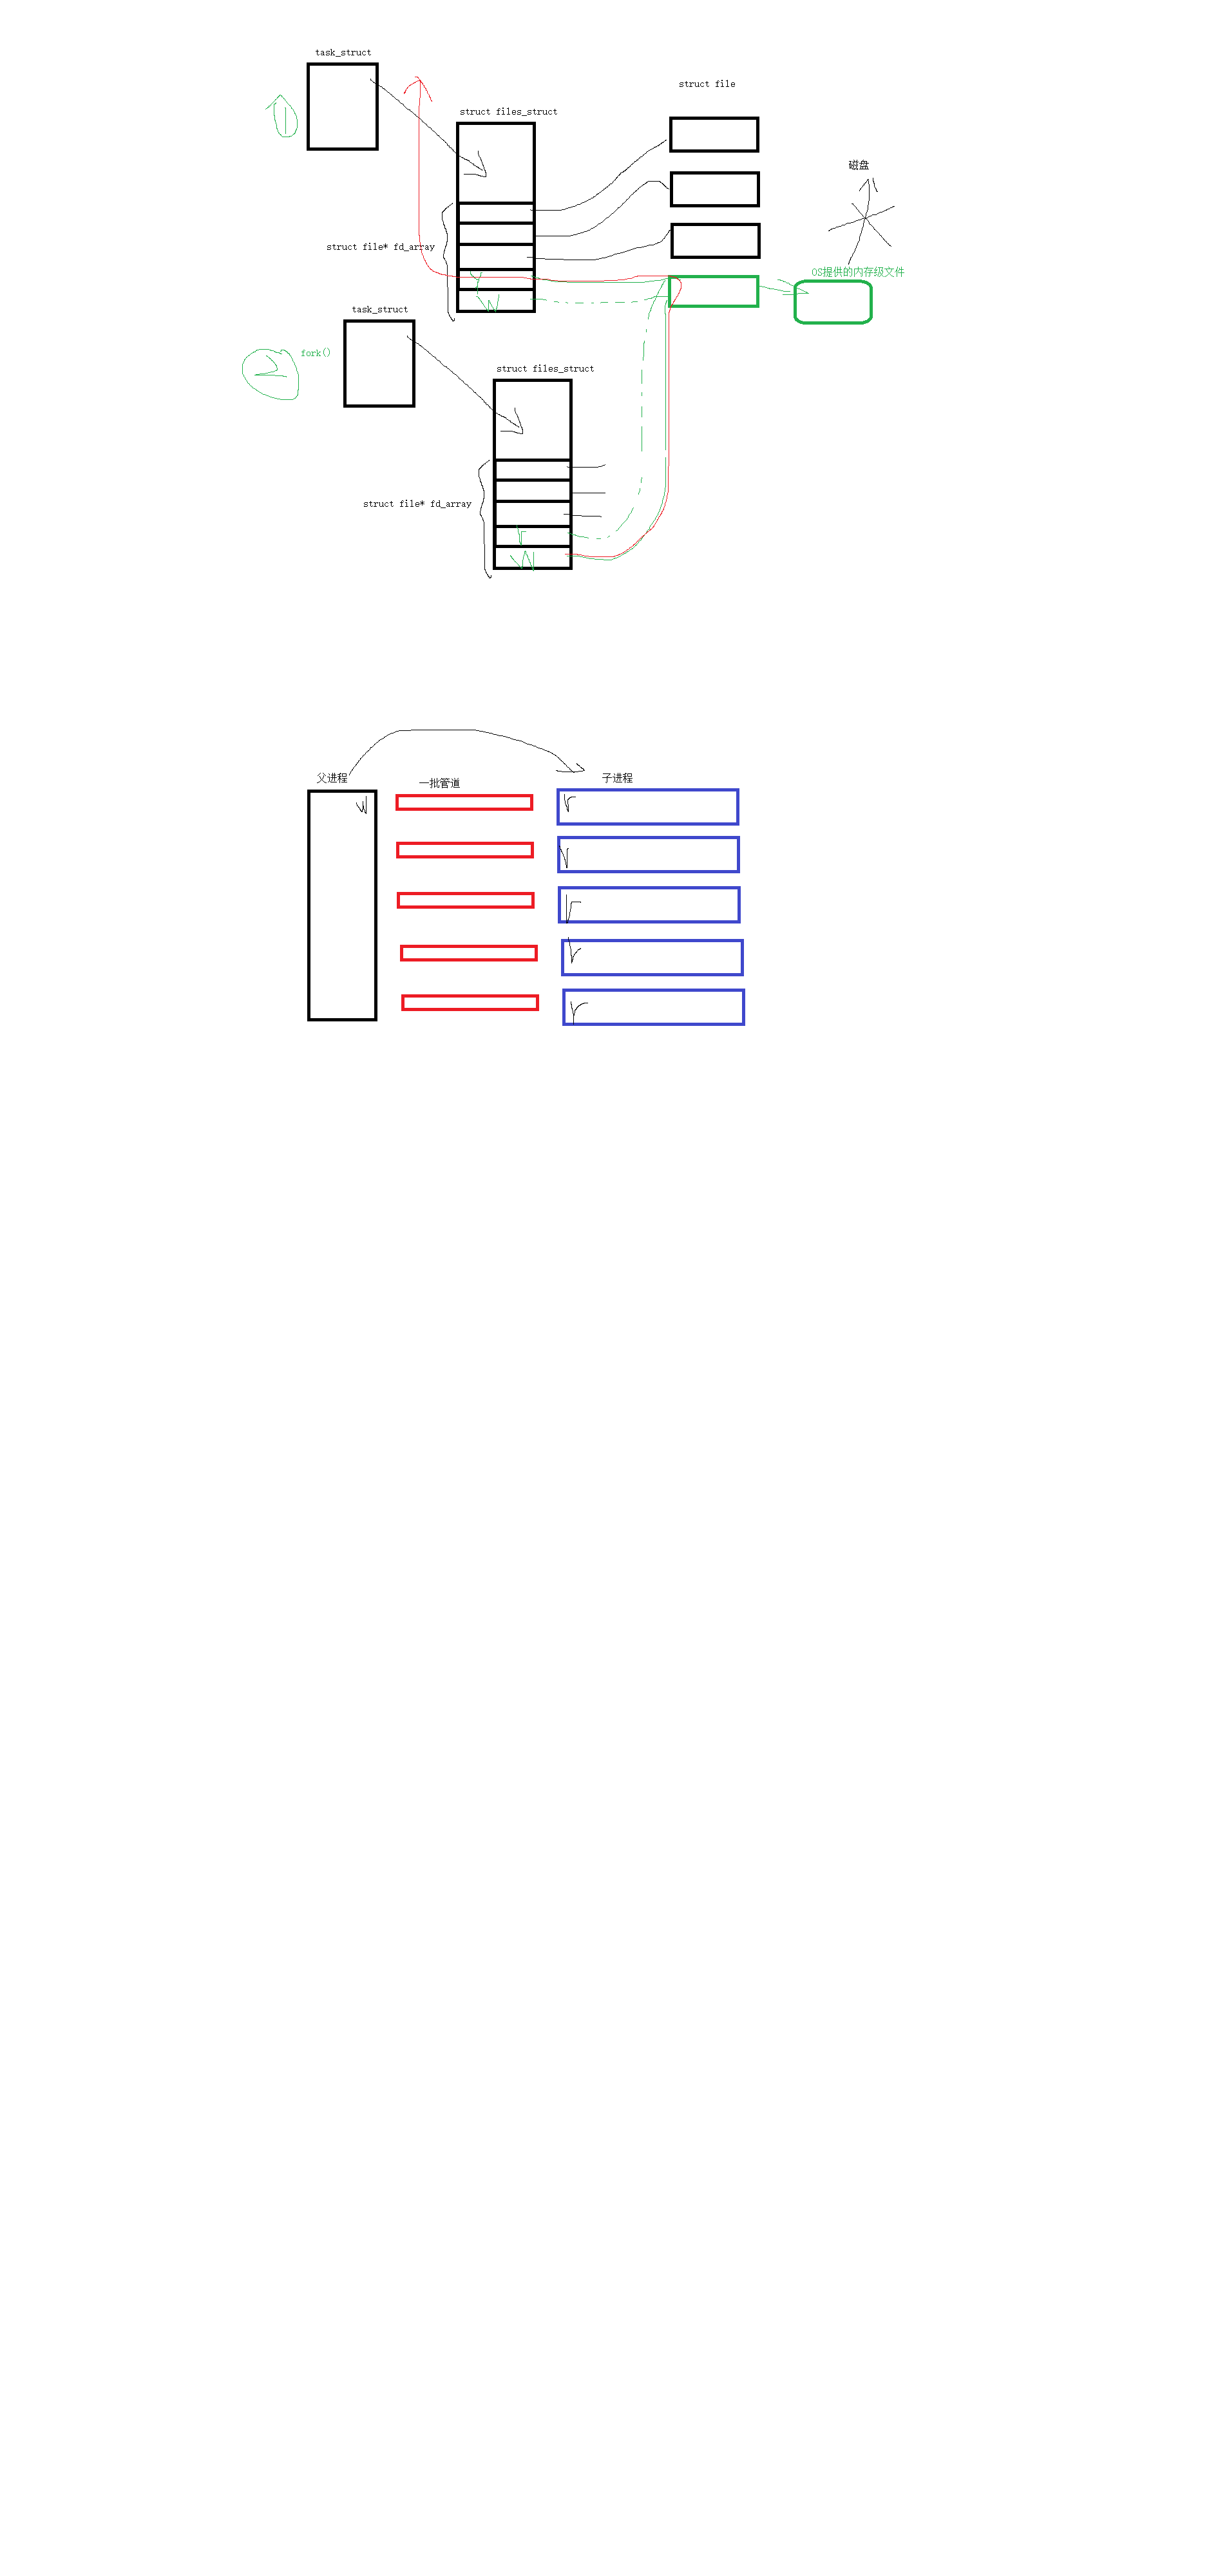 task_struct
struct file
struct files_struct
磁盘
struct file* fd_array
OS提供的内存级文件
r
w
task_struct
fork()
struct files_struct
struct file* fd_array
r
w
父进程
一批管道
子进程
w
r
r
r
r
r